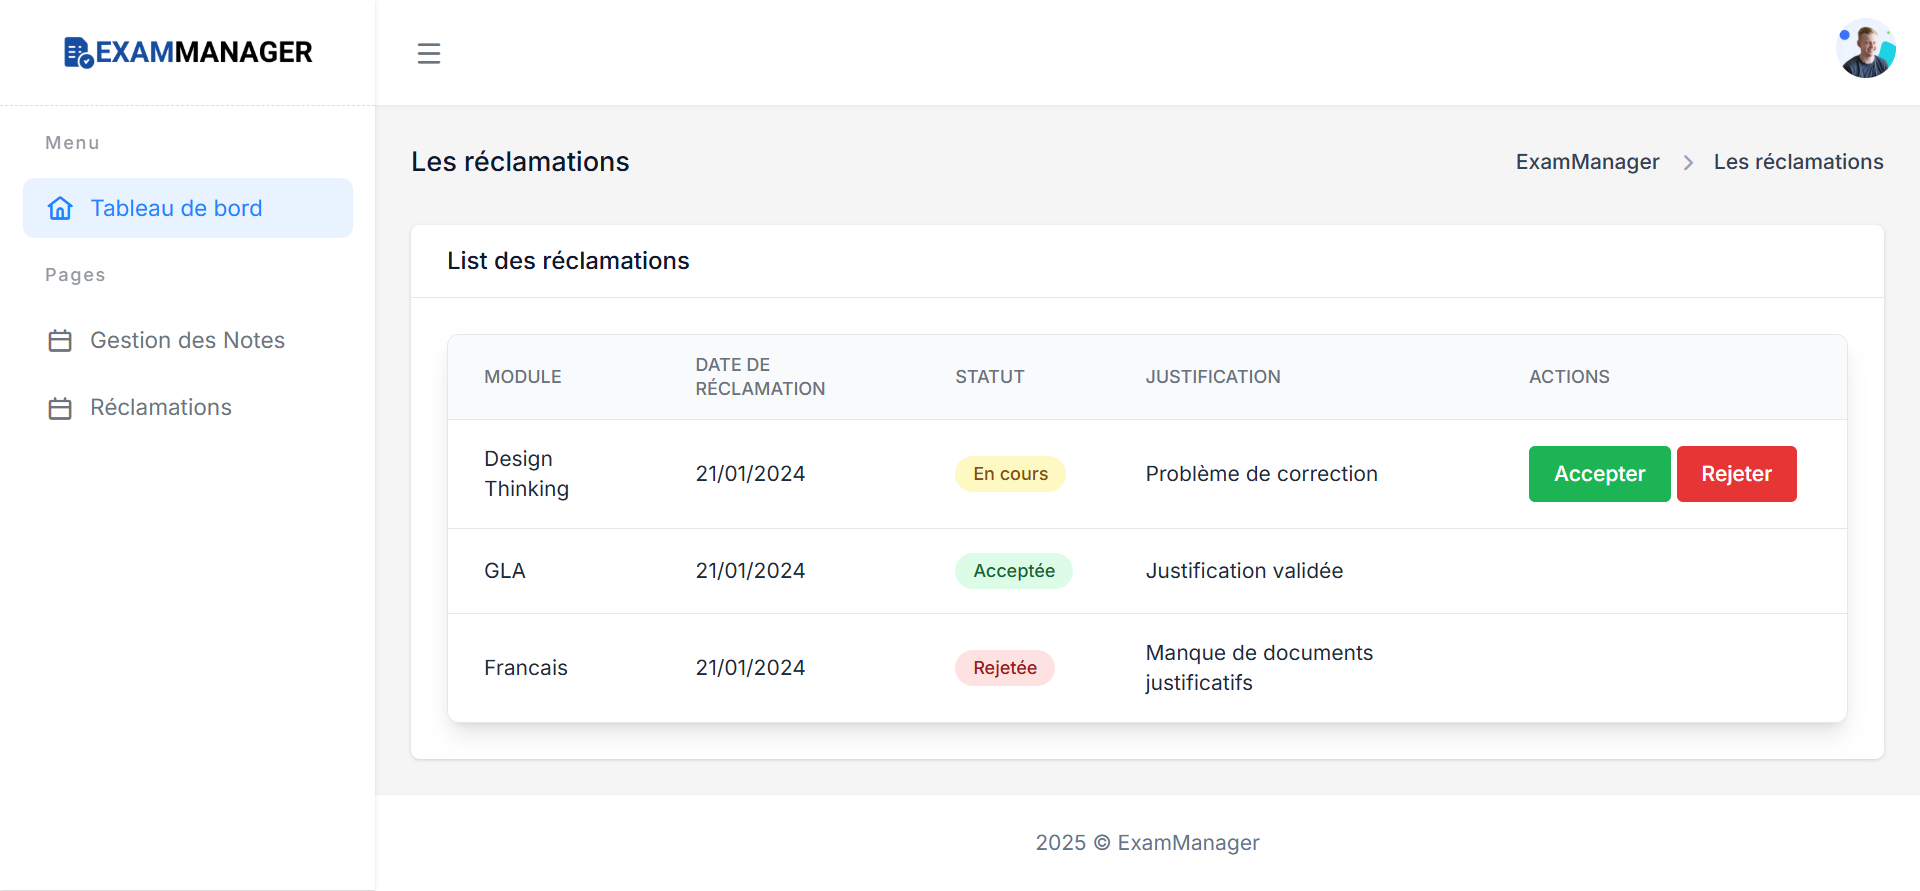 EXAMMANAGER
Menu
Tableau de bord
Pages
Gestion des Notes
Réclamations
Les réclamations
ExamManager > Les réclamations
List des réclamations
MODULE DATE DE RÉCLAMATION STATUT JUSTIFICATION ACTIONS
Design Thinking 21/01/2024 En cours Problème de correction Accepter Rejeter
GLA 21/01/2024 Acceptée Justification validée
Francais 21/01/2024 Rejetée Manque de documents justificatifs
2025 © ExamManager